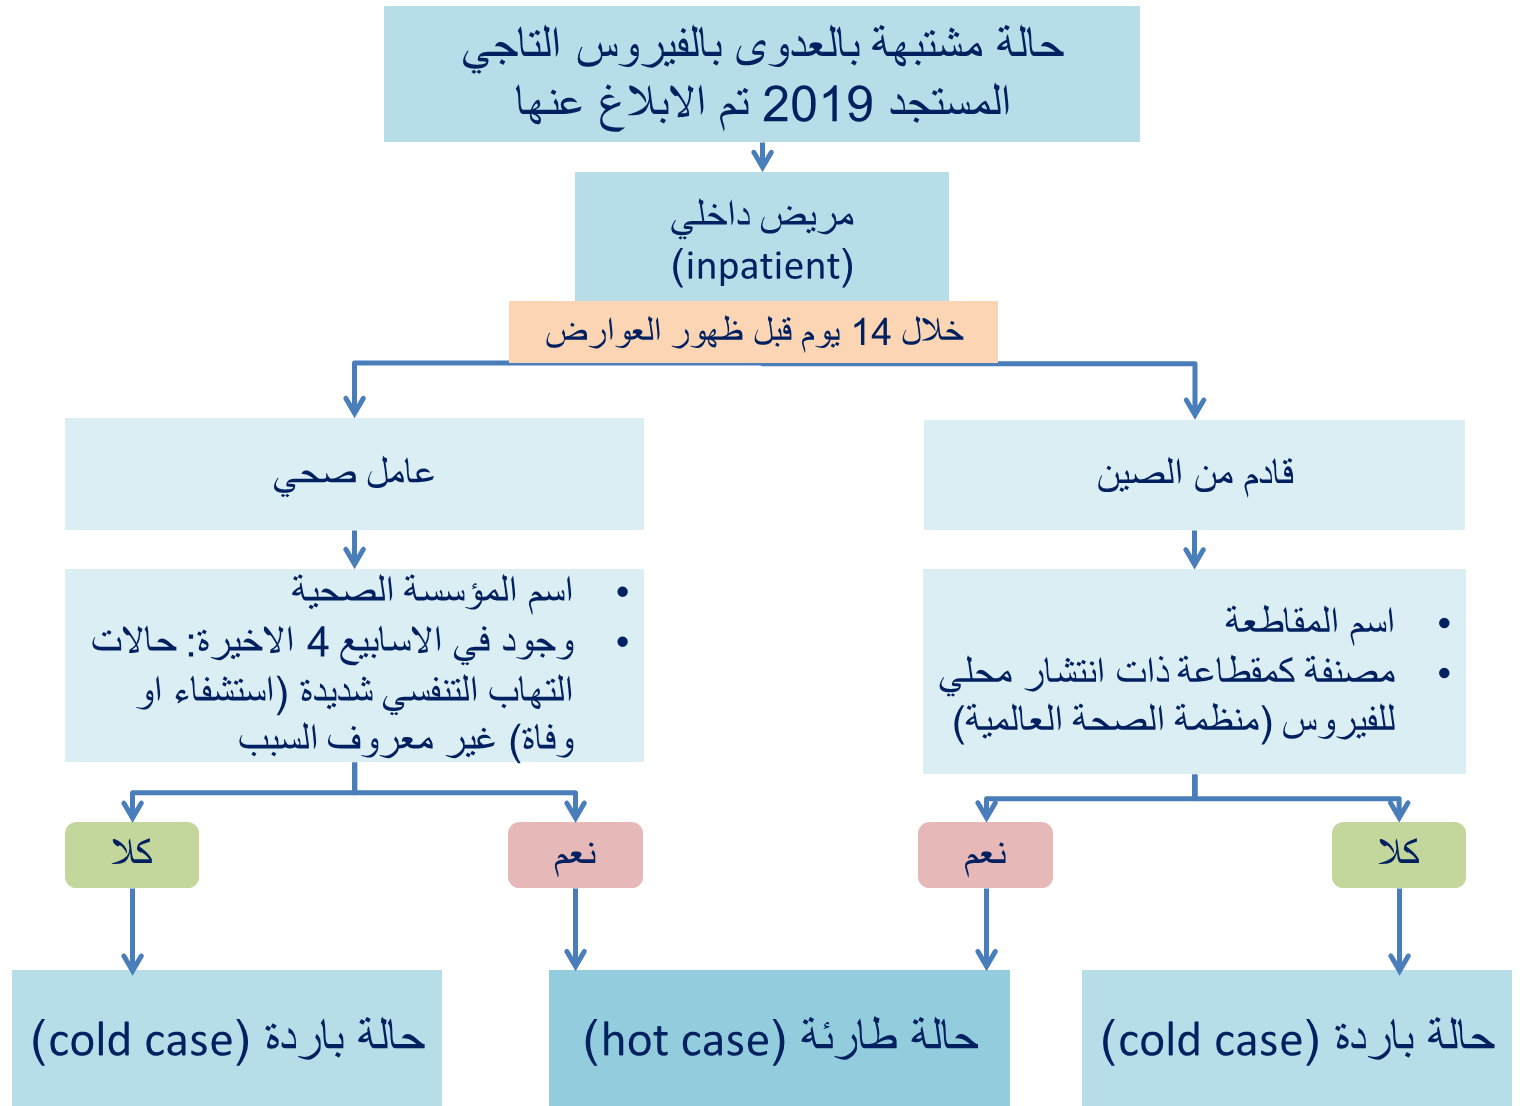 حالة مشتبهة بالعدوى بالفيروس التاجي
المستجد 2019 تم الابلاغ عنها
مريض داخلي
(inpatient)
خلال 14 يوم قبل ظهور العوارض
قادم من الصين
عامل صحي
• اسم المقاطعة
• مصنفة كمقطاعة ذات انتشار محلي
للفيروس (منظمة الصحة العالمية)
• اسم المؤسسة الصحية
• وجود في الاسابيع 4 الاخيرة: حالات
التهاب التنفسي شديدة (استشفاء او
وفاة) غير معروف السبب
كلا
نعم
نعم
كلا
حالة باردة (cold case)
حالة طارئة (hot case)
حالة باردة (cold case)